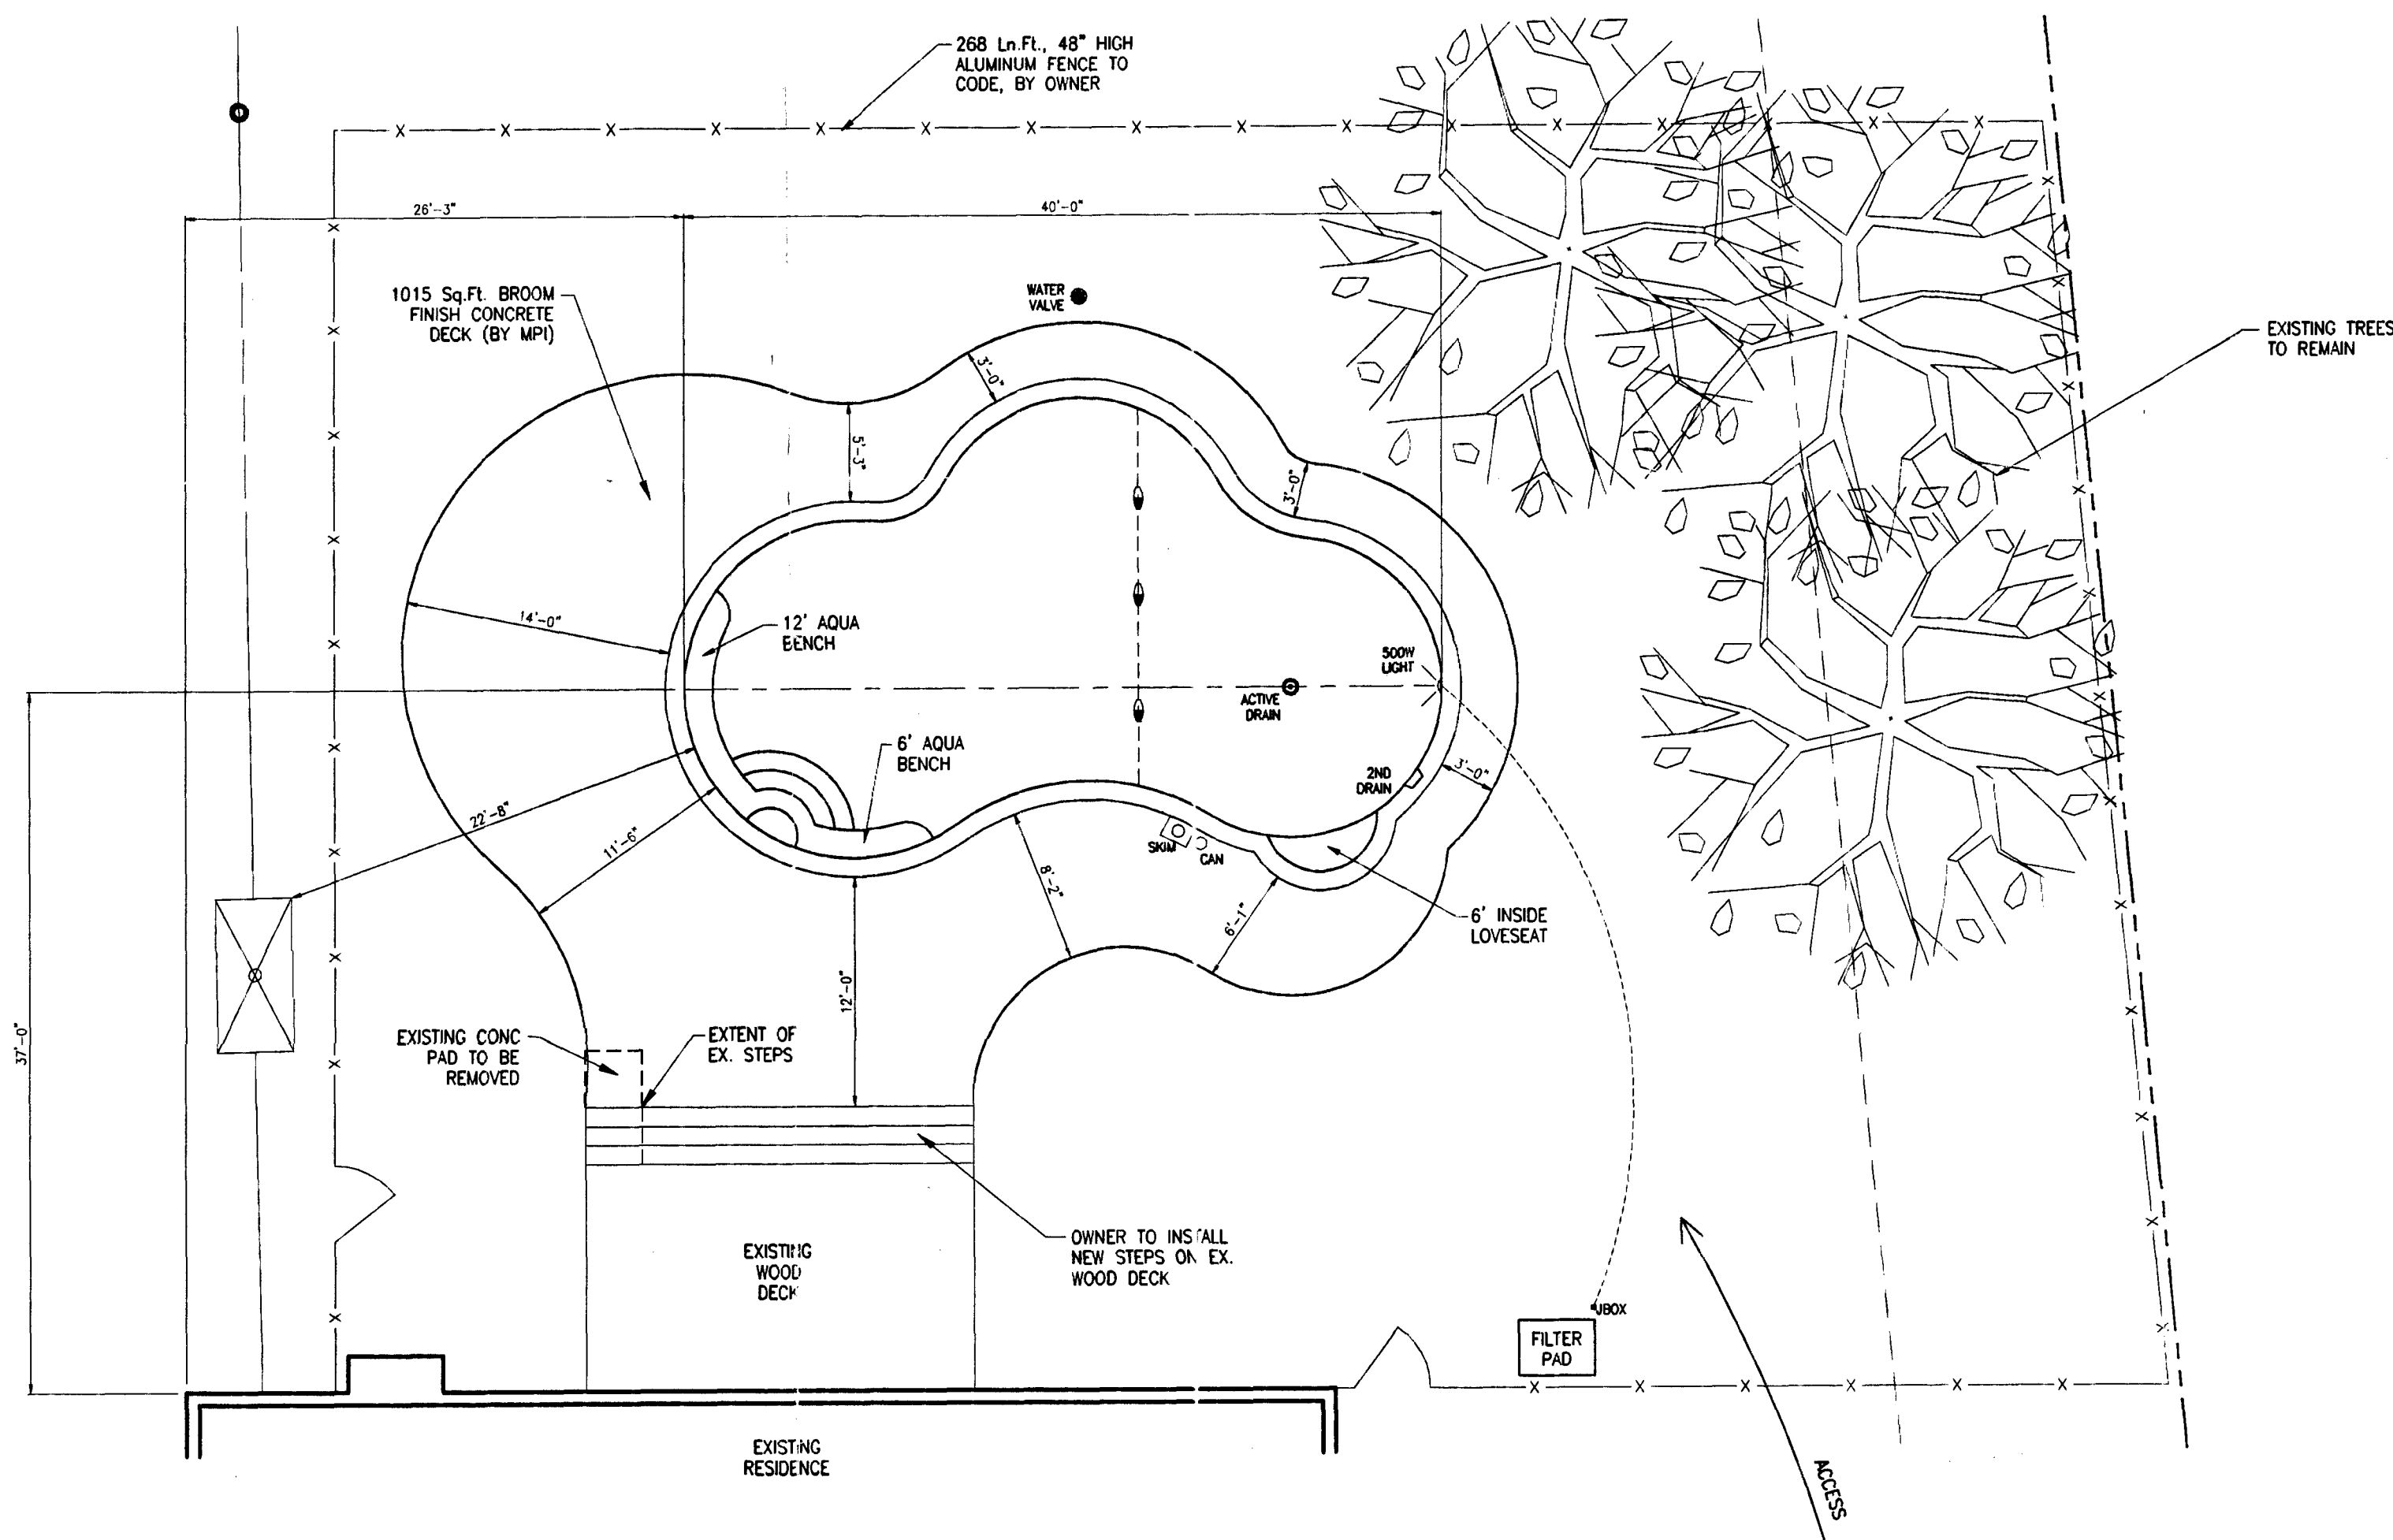 268 Ln.Ft., 48" HIGH
ALUMINUM FENCE TO
CODE, BY OWNER
26'-3"
40'-0"
1015 Sq.Ft. BROOM
FINISH CONCRETE
DECK (BY MPI)
WATER
VALVE
EXISTING TREES
TO REMAIN
3'-0"
5'-3"
3'-0"
14'-0"
12' AQUA
BENCH
500W
LIGHT
ACTIVE
DRAIN
6' AQUA
BENCH
2ND
DRAIN
3'-0"
22'-8"
11'-6"
SKIM
CAN
8'-2"
6'-1"
6' INSIDE
LOVESEAT
12'-0"
37'-0"
EXISTING CONC
PAD TO BE
REMOVED
EXTENT OF
EX. STEPS
OWNER TO INSTALL
NEW STEPS ON EX.
WOOD DECK
EXISTING
WOOD
DECK
JBOX
FILTER
PAD
EXISTING
RESIDENCE
ACCESS